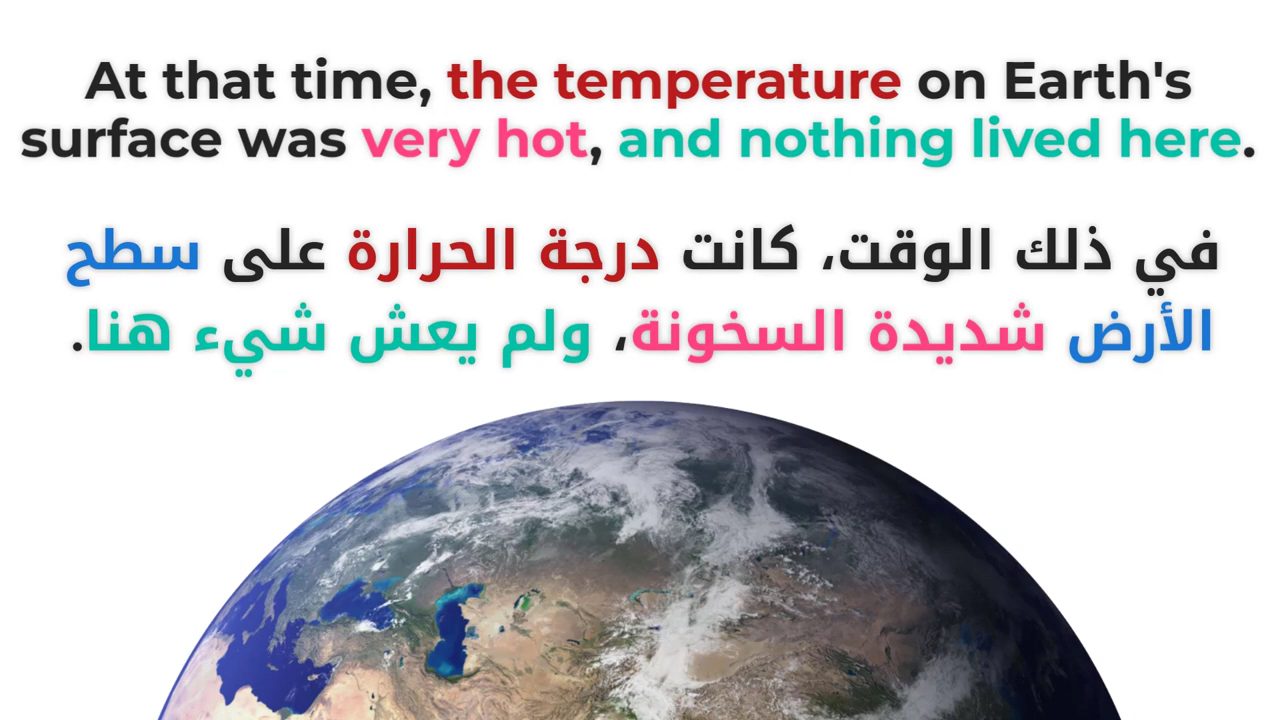 At that time, the temperature on Earth's
surface was very hot, and nothing lived here.
في ذلك الوقت، كانت درجة الحرارة على سطح
الأرض شديدة السخونة، ولم يعش شيء هنا.